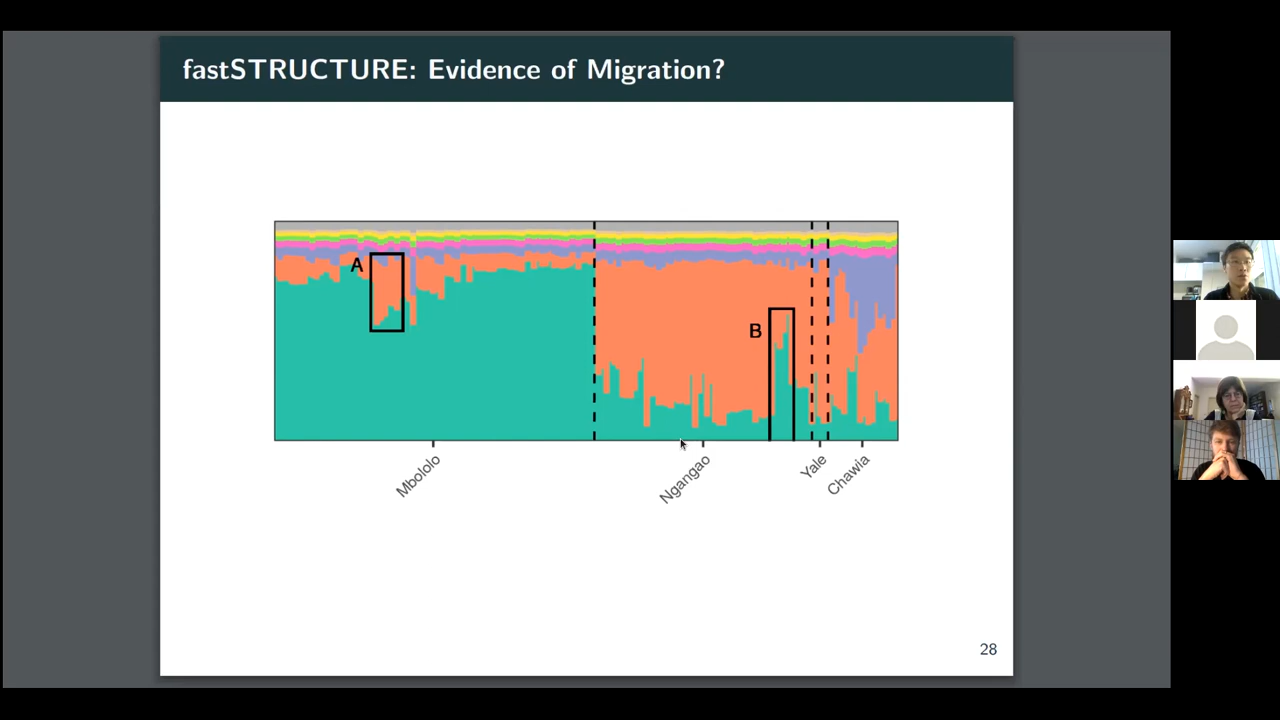 fastSTRUCTURE: Evidence of Migration?
A
B
Mbololo
Ngangao
Yale
Chawia
28